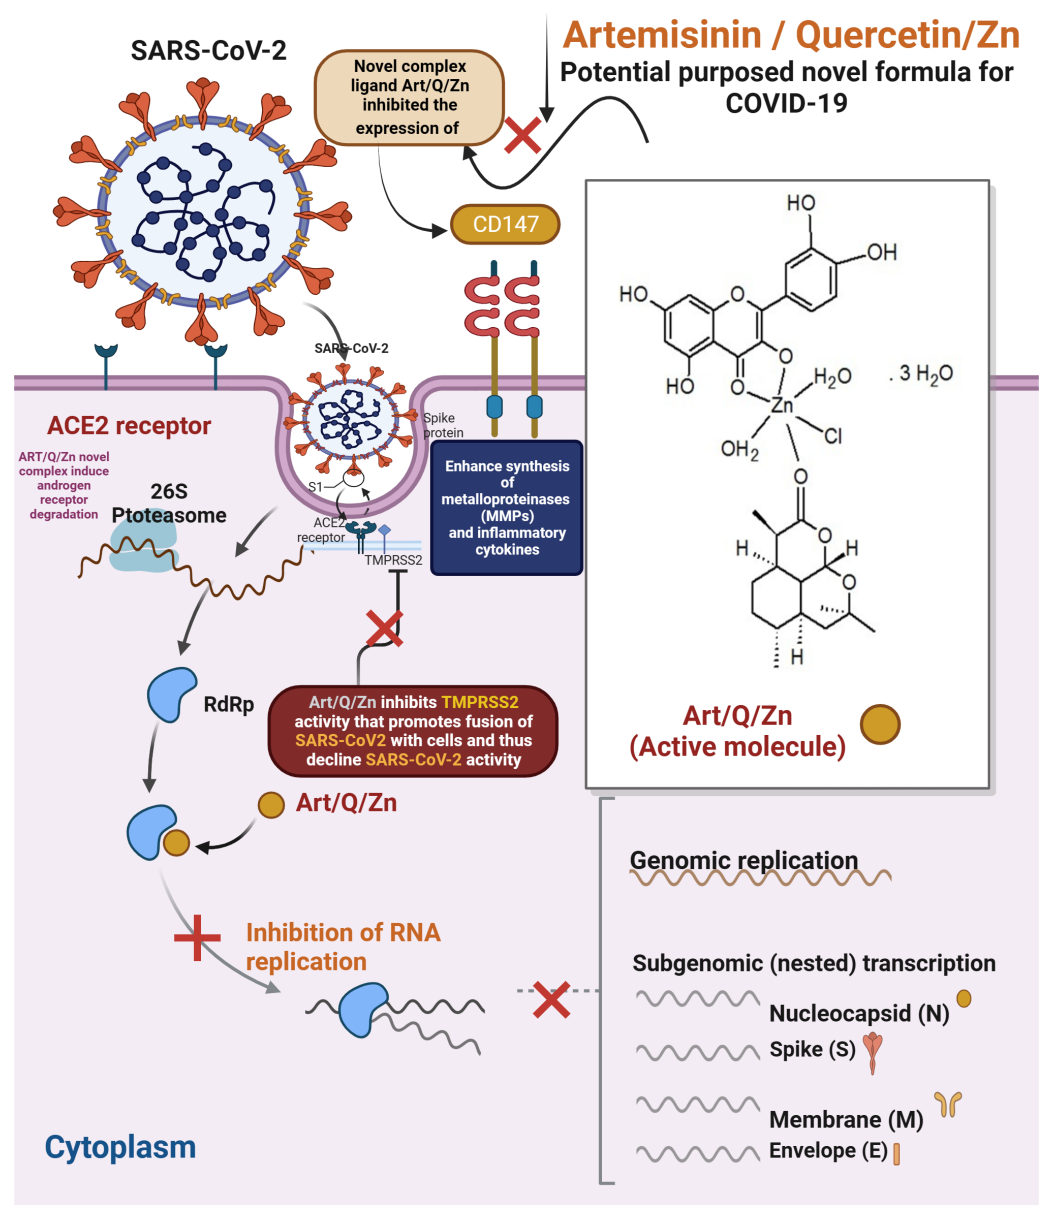 SARS-CoV-2
Novel complex
ligand Art/Q/Zn
inhibited the
expression of
Artemisinin / Quercetin/Zn
Potential purposed novel formula for
COVID-19
CD147
HO
OH
HO
O
O
HO
O
H₂O
. 3 H₂O
Zn
Cl
OH₂
O
O
H
H
O
H
Art/Q/Zn
(Active molecule)
SARS-CoV-2
Spike
protein
S1
ACE2
receptor
TMPRSS2
ACE2 receptor
ART/Q/Zn novel
complex induce
androgen
receptor
degradation
26S
Ptoteasome
Enhance synthesis
of
metalloproteinases
(MMPs)
and inflammatory
cytokines
RdRp
Art/Q/Zn inhibits TMPRSS2
activity that promotes fusion of
SARS-CoV2 with cells and thus
decline SARS-CoV-2 activity
Art/Q/Zn
Inhibition of RNA
replication
Genomic replication
Subgenomic (nested) transcription
Nucleocapsid (N)
Spike (S)
Membrane (M)
Envelope (E)
Cytoplasm